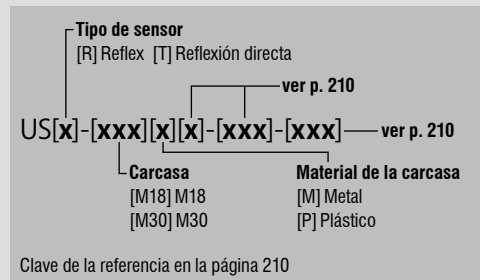 Tipo de sensor
[R] Reflex [T] Reflexión directa
ver p. 210
US[x]-[xxx][x][x]-[xxx]-[xxx] ver p. 210
Carcasa Material de la carcasa
[M18] M18 [M] Metal
[M30] M30 [P] Plástico
Clave de la referencia en la página 210